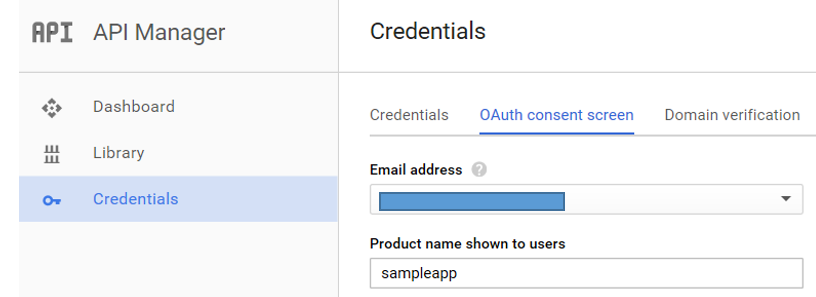 API API Manager
Credentials
Dashboard
Library
Credentials
Credentials OAuth consent screen Domain verification
Email address ?
Product name shown to users
sampleapp